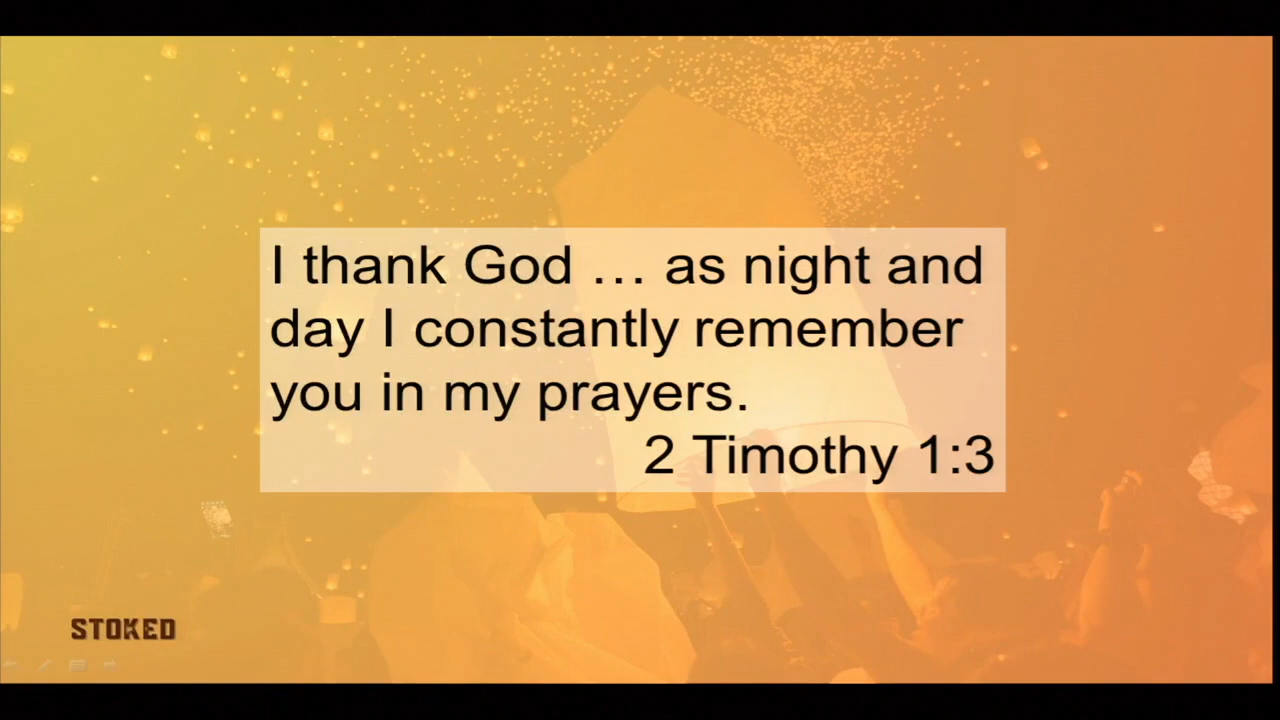 I thank God … as night and
day I constantly remember
you in my prayers.
2 Timothy 1:3
STOKED